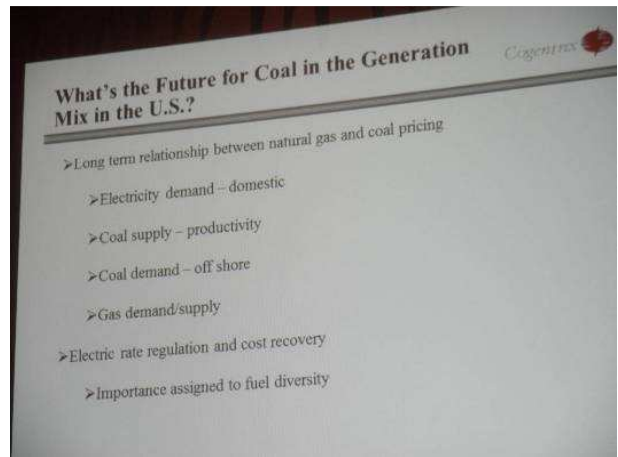 What's the Future for Coal in the Generation
Mix in the U.S.?
Cogentrix
➢Long term relationship between natural gas and coal pricing
➢Electricity demand – domestic
➢Coal supply – productivity
➢Coal demand – off shore
➢Gas demand/supply
➢Electric rate regulation and cost recovery
➢Importance assigned to fuel diversity